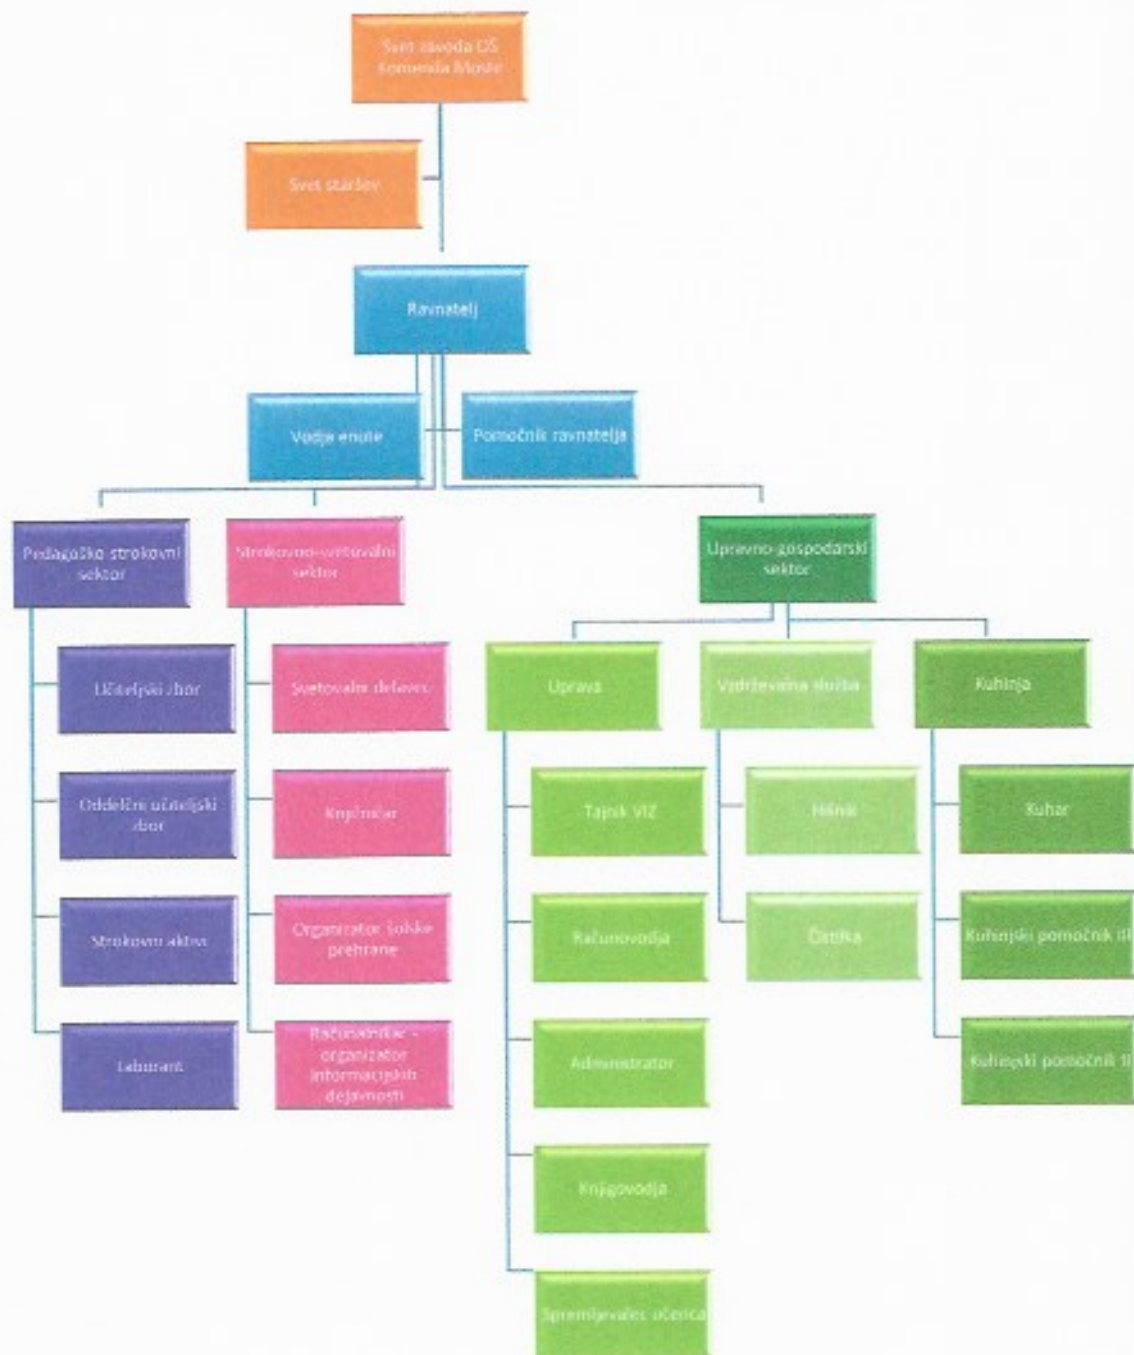 Svet zavoda OŠ
Komenda Moste
Svet staršev
Ravnatelj
Vodja enote
Pomočnik ravnatelja
Pedagoško strokovni
sektor
Strokovno-svetovalni
sektor
Upravno-gospodarski
sektor
Učiteljski zbor
Svetovalni delavec
Uprava
Vzdrževalna služba
Kuhinja
Oddelčni učiteljski
zbor
Knjižničar
Tajnik VIZ
Hišnik
Kuhar
Strokovni aktivi
Organizator šolske
prehrane
Računovodja
Čistilka
Kuhinjski pomočnik III
Laborant
Računalnikar -
organizator
informacijskih
dejavnosti
Administrator
Kuhinjski pomočnik II
Knjigovodja
Spremljevalec učenca